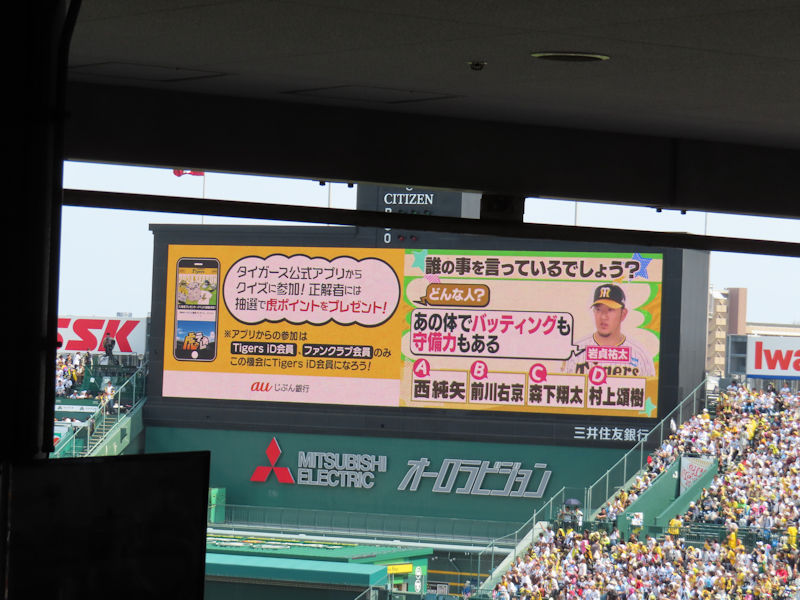 CITIZEN
タイガース公式アプリから
クイズに参加!正解者には
抽選で虎ポイントをプレゼント!
※アプリからの参加は
Tigers iD会員、ファンクラブ会員のみ
この機会にTigers iD会員になろう!
au じぶん銀行
誰の事を言っているでしょう?
どんな人?
あの体でバッティングも
守備力もある
岩貞祐太
A 西 純矢
B 前川右京
C 森下翔太
D 村上頌樹
三井住友銀行
MITSUBISHI
ELECTRIC
オーロラビジョン
SK
Iwa